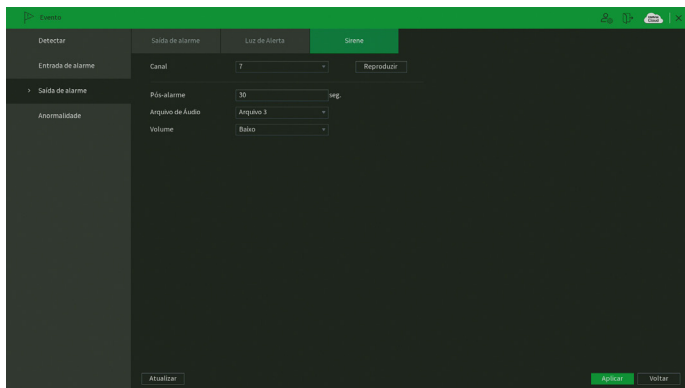 Evento
Detectar
Entrada de alarme
> Saída de alarme
Anormalidade
Saída de alarme Luz de Alerta Sirene
Canal 7 Reproduzir
Pós-alarme 30 seg.
Arquivo de Áudio Arquivo 3
Volume Baixo
Atualizar Aplicar Voltar